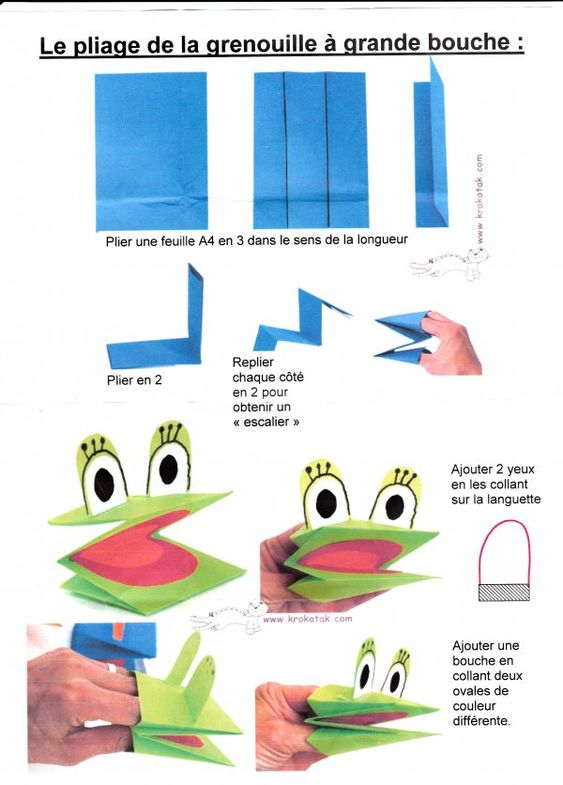 Le pliage de la grenouille à grande bouche :
www.krokotak.com
Plier une feuille A4 en 3 dans le sens de la longueur
Plier en 2
Replier
chaque côté
en 2 pour
obtenir un
« escalier »
Ajouter 2 yeux
en les collant
sur la languette
www.krokotak.com
Ajouter une
bouche en
collant deux
ovales de
couleur
différente.